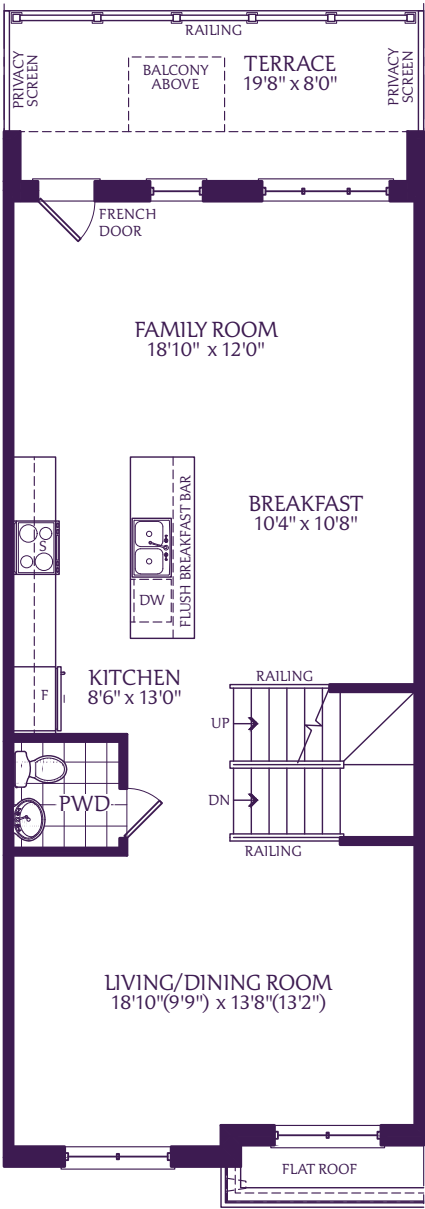 RAILING
PRIVACY
SCREEN
BALCONY
ABOVE
TERRACE
19'8" x 8'0"
PRIVACY
SCREEN
FRENCH
DOOR
FAMILY ROOM
18'10" x 12'0"
BREAKFAST
10'4" x 10'8"
FLUSH BREAKFAST BAR
S
DW
KITCHEN
8'6" x 13'0"
F
RAILING
UP
DN
RAILING
PWD
LIVING/DINING ROOM
18'10"(9'9") x 13'8"(13'2")
FLAT ROOF